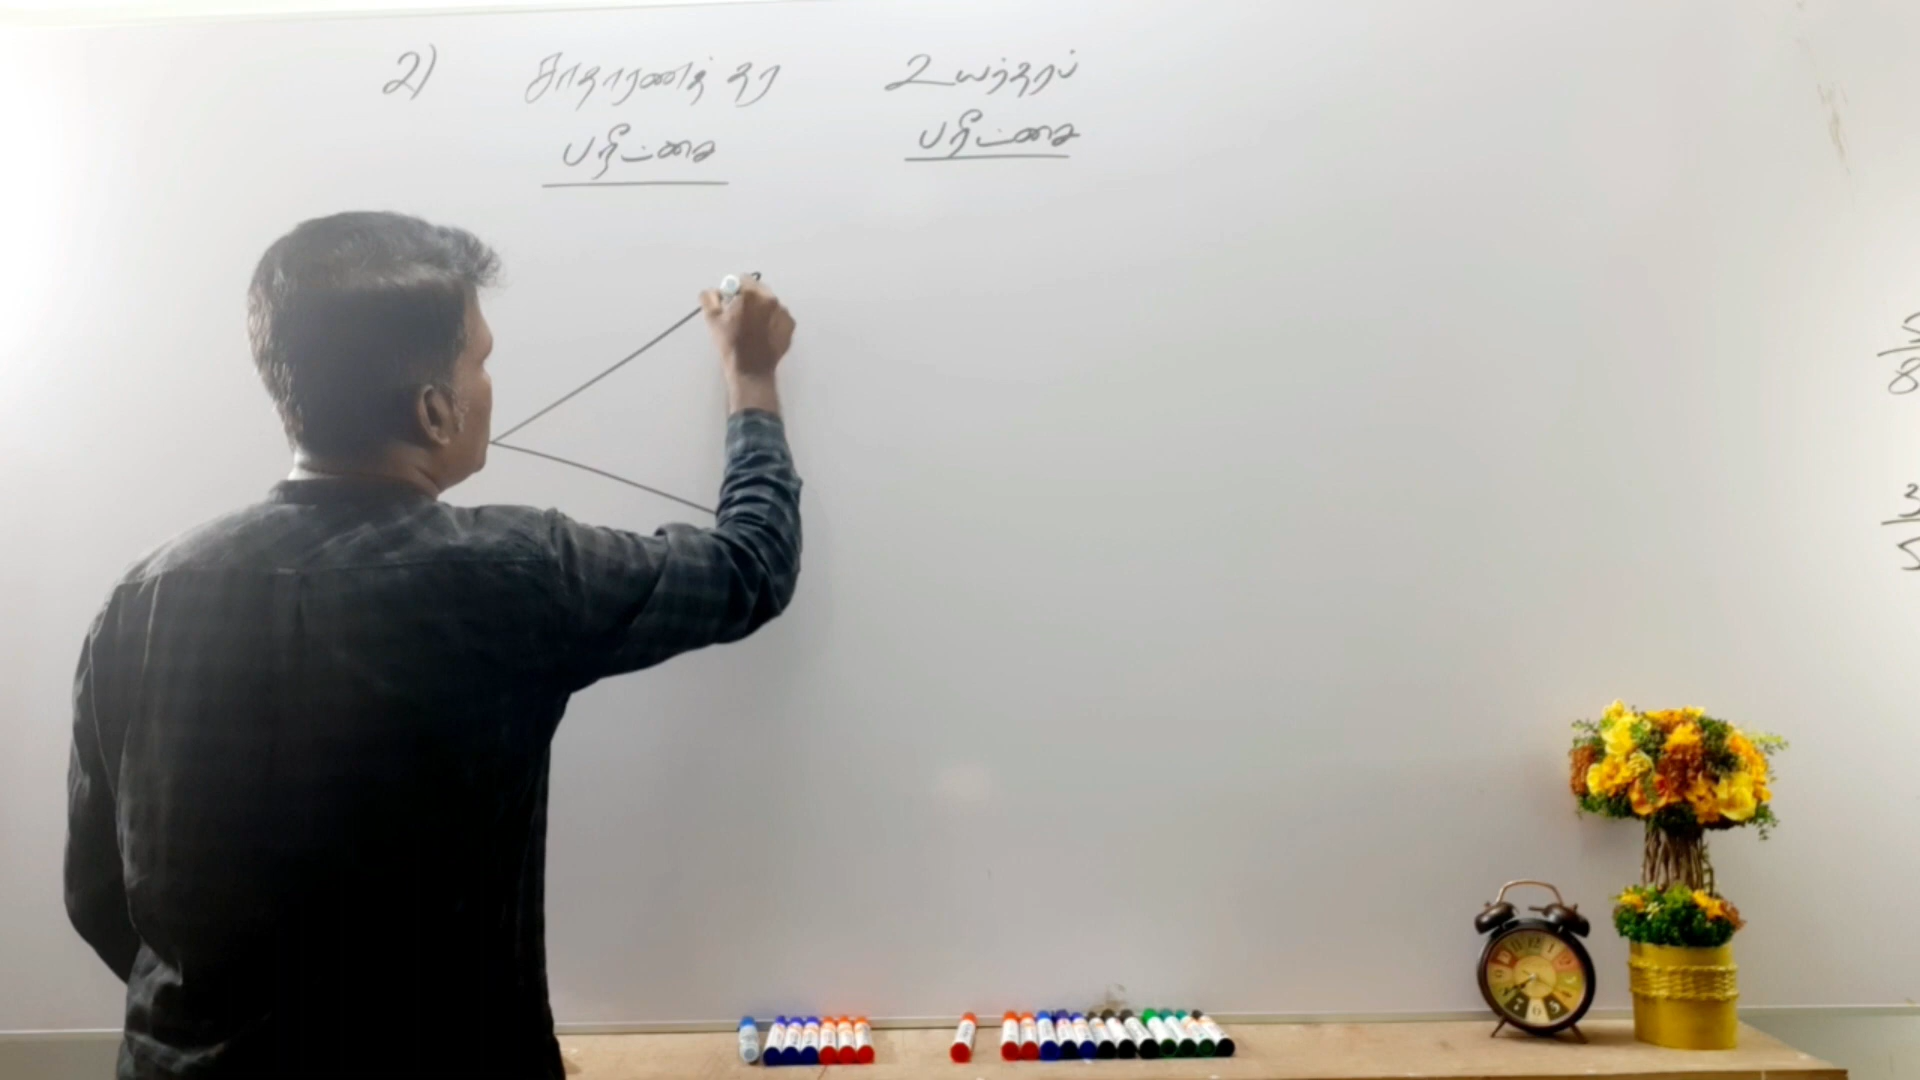 2) சாதாரணத் தர உயர்தரப்
பரீட்சை பரீட்சை